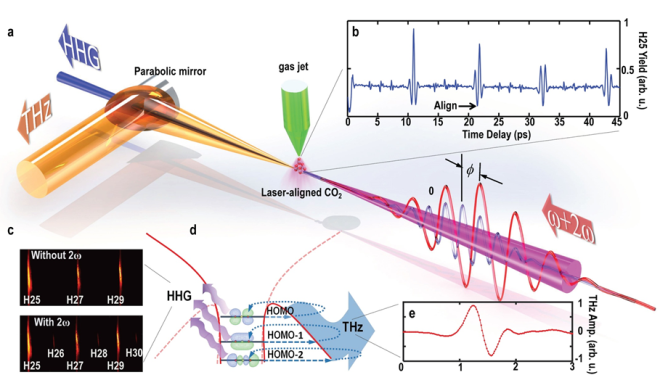 a
HHG
THz
Parabolic mirror
gas jet
Laser-aligned CO₂
b
1
0.5
0
H25 Yield (arb. u.)
Align
0 5 10 15 20 25 30 35 40 45
Time Delay (ps)
0
ϕ
ω+2ω
c
Without 2ω
H25 H27 H29
With 2ω
H25 H26 H27 H28 H29 H30
d
HHG
HOMO
HOMO-1
HOMO-2
THz
e
1
0
-1
THz Amp. (arb. u.)
0 1 2 3